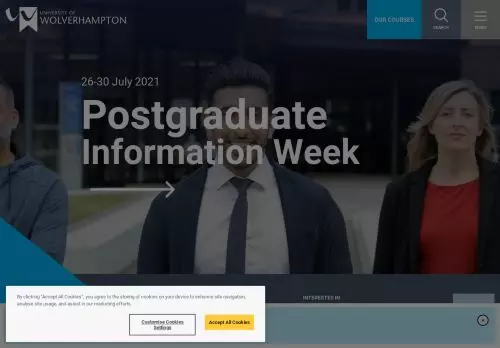 UNIVERSITY OF
WOLVERHAMPTON
OUR COURSES
SEARCH
MENU
26-30 July 2021
Postgraduate
Information Week
INTERESTED IN
By clicking "Accept All Cookies", you agree to the storing of cookies on your device to enhance site navigation,
analyse site usage, and assist in our marketing efforts.
Customise Cookies
Settings
Accept All Cookies